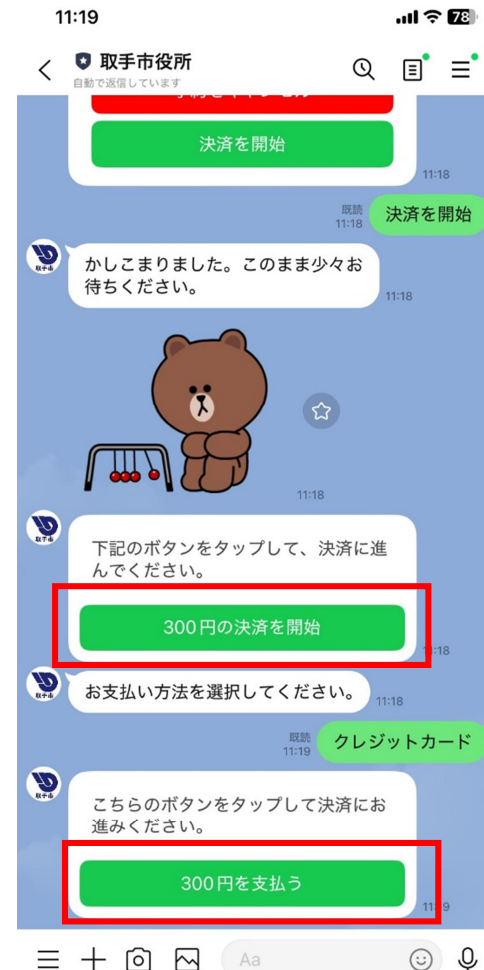 11:19
78
取手市役所
自動で返信しています
決済を開始
11:18
既読
11:18
決済を開始
取手市
かしこまりました。このまま少々お
待ちください。
11:18
11:18
取手市
下記のボタンをタップして、決済に進
んでください。
300円の決済を開始
:18
取手市
お支払い方法を選択してください。
11:18
既読
11:19
クレジットカード
取手市
こちらのボタンをタップして決済にお
進みください。
300円を支払う
11: 9
Aa